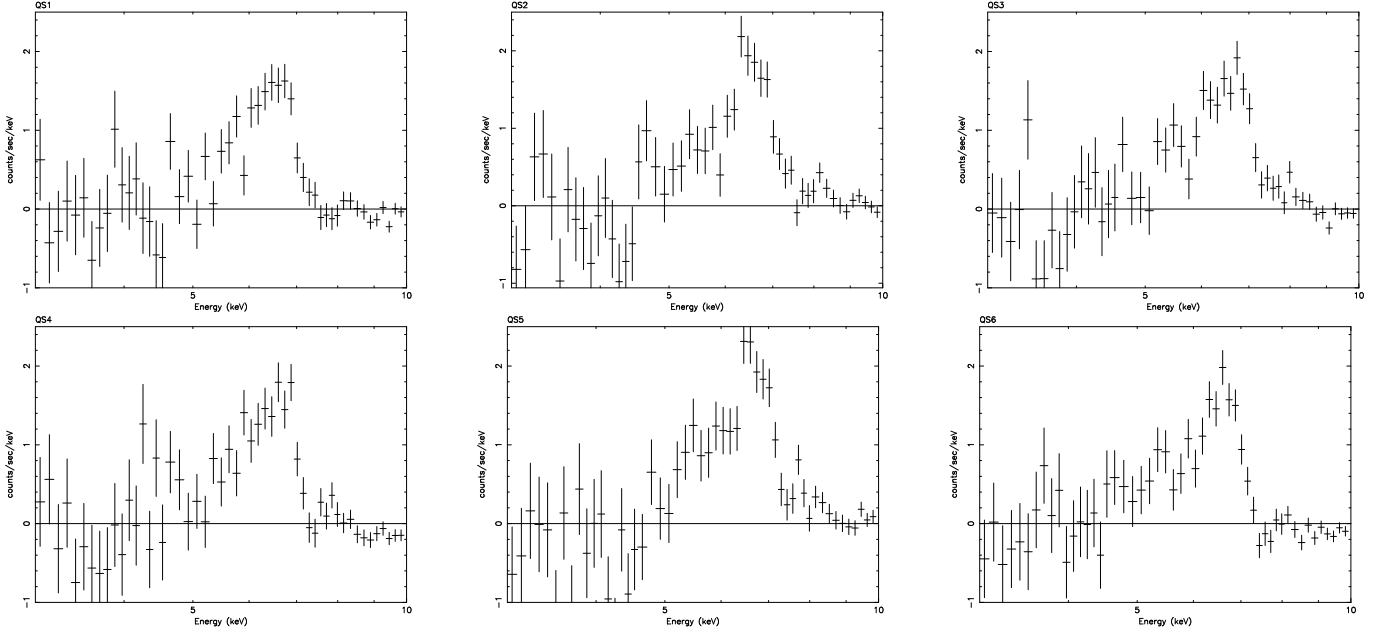 QS1
counts/sec/keV
−1 0 1 2
5 10
Energy (keV)
QS2
counts/sec/keV
−1 0 1 2
5 10
Energy (keV)
QS3
counts/sec/keV
−1 0 1 2
5 10
Energy (keV)
QS4
counts/sec/keV
−1 0 1 2
5 10
Energy (keV)
QS5
counts/sec/keV
−1 0 1 2
5 10
Energy (keV)
QS6
counts/sec/keV
−1 0 1 2
5 10
Energy (keV)